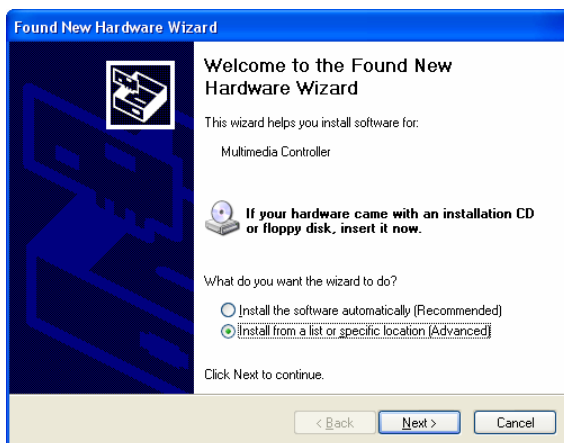 Found New Hardware Wizard
Welcome to the Found New
Hardware Wizard
This wizard helps you install software for:
Multimedia Controller
If your hardware came with an installation CD
or floppy disk, insert it now.
What do you want the wizard to do?
Install the software automatically (Recommended)
Install from a list or specific location (Advanced)
Click Next to continue.
< Back Next > Cancel